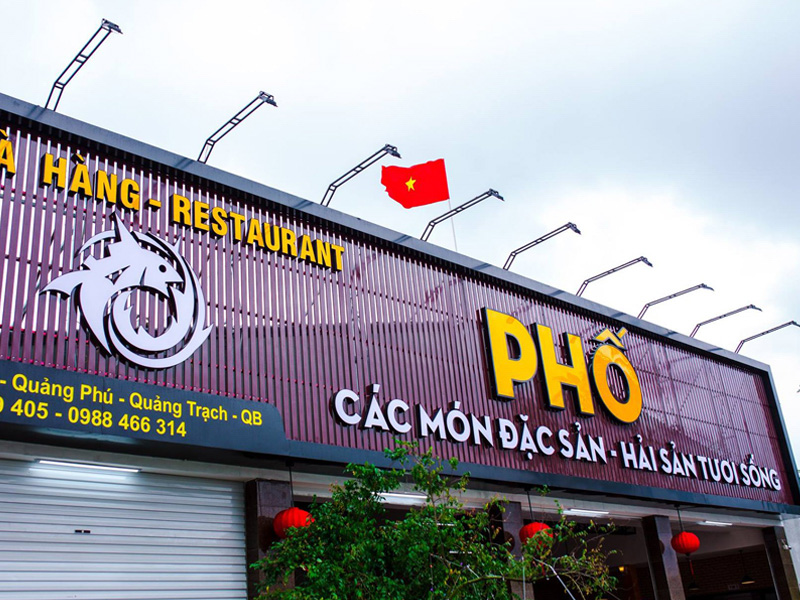 À HÀNG - RESTAURANT
PHỐ
CÁC MÓN ĐẶC SẢN - HẢI SẢN TƯƠI SỐNG
- Quảng Phú - Quảng Trạch - QB
9 405 - 0988 466 314